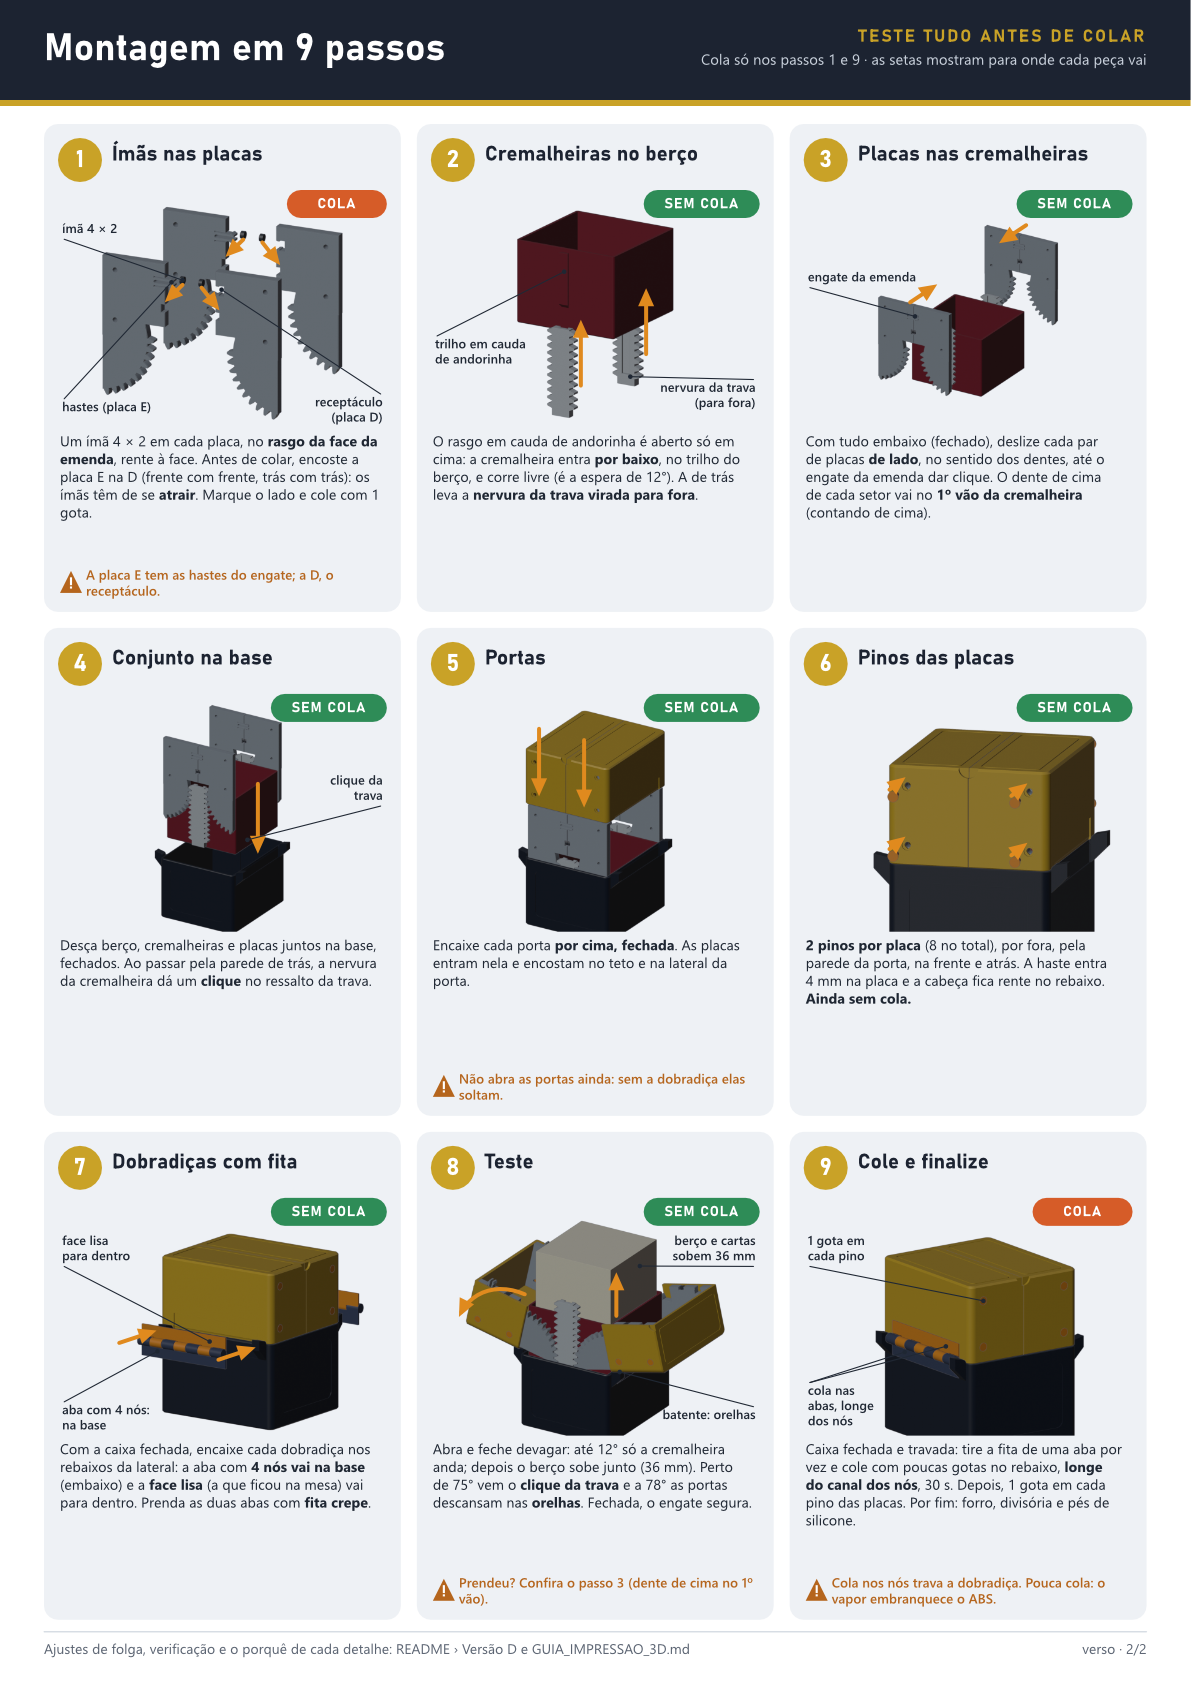 Montagem em 9 passos
TESTE TUDO ANTES DE COLAR
Cola só nos passos 1 e 9 · as setas mostram para onde cada peça vai
1
Ímãs nas placas
COLA
ímã 4 × 2
hastes (placa E)
receptáculo
(placa D)
Um ímã 4 × 2 em cada placa, no rasgo da face da
emenda, rente à face. Antes de colar, encoste a
placa E na D (frente com frente, trás com trás): os
ímãs têm de se atrair. Marque o lado e cole com 1
gota.
! A placa E tem as hastes do engate; a D, o
receptáculo.
2
Cremalheiras no berço
SEM COLA
trilho em cauda
de andorinha
nervura da trava
(para fora)
O rasgo em cauda de andorinha é aberto só em
cima: a cremalheira entra por baixo, no trilho do
berço, e corre livre (é a espera de 12°). A de trás
leva a nervura da trava virada para fora.
3
Placas nas cremalheiras
SEM COLA
engate da emenda
Com tudo embaixo (fechado), deslize cada par
de placas de lado, no sentido dos dentes, até o
engate da emenda dar clique. O dente de cima
de cada setor vai no 1º vão da cremalheira
(contando de cima).
4
Conjunto na base
SEM COLA
clique da
trava
Desça berço, cremalheiras e placas juntos na base,
fechados. Ao passar pela parede de trás, a nervura
da cremalheira dá um clique no ressalto da trava.
5
Portas
SEM COLA
Encaixe cada porta por cima, fechada. As placas
entram nela e encostam no teto e na lateral da
porta.
! Não abra as portas ainda: sem a dobradiça elas
soltam.
6
Pinos das placas
SEM COLA
2 pinos por placa (8 no total), por fora, pela
parede da porta, na frente e atrás. A haste entra
4 mm na placa e a cabeça fica rente no rebaixo.
Ainda sem cola.
7
Dobradiças com fita
SEM COLA
face lisa
para dentro
aba com 4 nós:
na base
Com a caixa fechada, encaixe cada dobradiça nos
rebaixos da lateral: a aba com 4 nós vai na base
(embaixo) e a face lisa (a que ficou na mesa) vai
para dentro. Prenda as duas abas com fita crepe.
8
Teste
SEM COLA
berço e cartas
sobem 36 mm
batente: orelhas
Abra e feche devagar: até 12° só a cremalheira
anda; depois o berço sobe junto (36 mm). Perto
de 75° vem o clique da trava e a 78° as portas
descansam nas orelhas. Fechada, o engate segura.
! Prendeu? Confira o passo 3 (dente de cima no 1º
vão).
9
Cole e finalize
COLA
1 gota em
cada pino
cola nas
abas, longe
dos nós
Caixa fechada e travada: tire a fita de uma aba por
vez e cole com poucas gotas no rebaixo, longe
do canal dos nós, 30 s. Depois, 1 gota em cada
pino das placas. Por fim: forro, divisória e pés de
silicone.
! Cola nos nós trava a dobradiça. Pouca cola: o
vapor embranquece o ABS.
Ajustes de folga, verificação e o porquê de cada detalhe: README › Versão D e GUIA_IMPRESSAO_3D.md
verso · 2/2